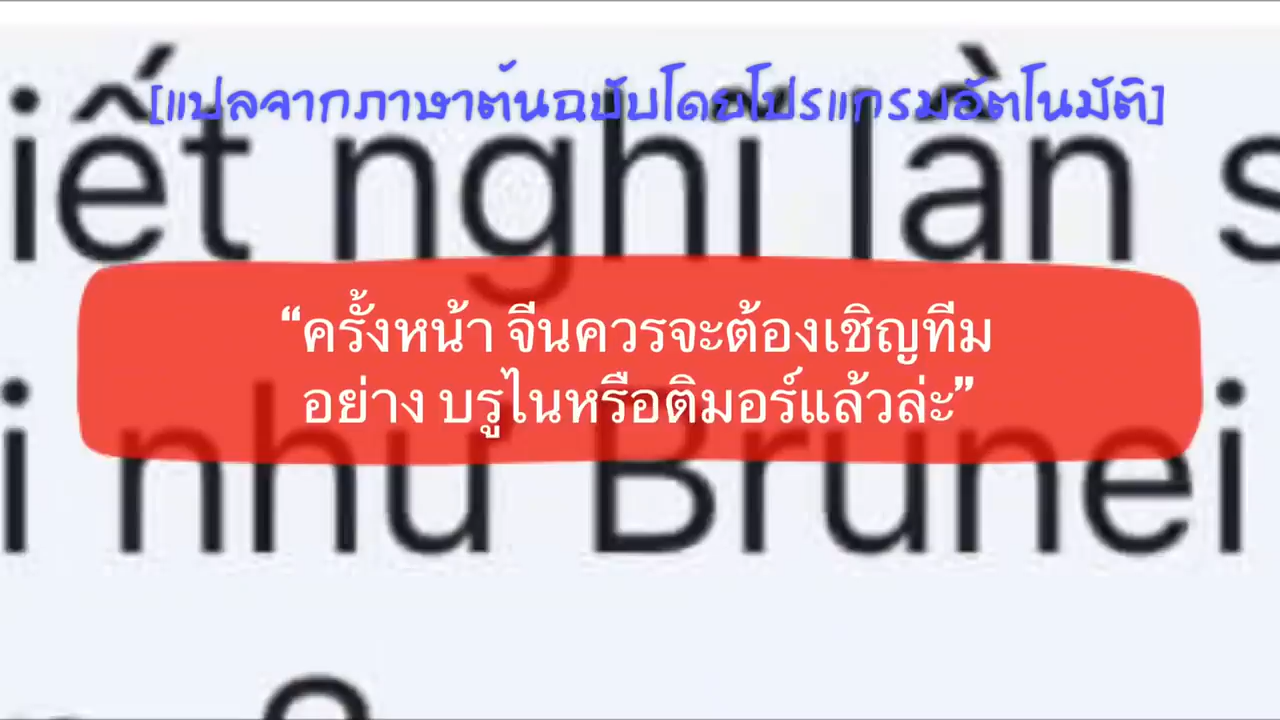 [แปลจากภาษาต้นฉบับโดยโปรแกรมอัตโนมัติ]
iết nghĩ lần s
“ครั้งหน้า จีนควรจะต้องเชิญทีม
อย่าง บรูไนหรือติมอร์แล้วล่ะ”
i như Brunei